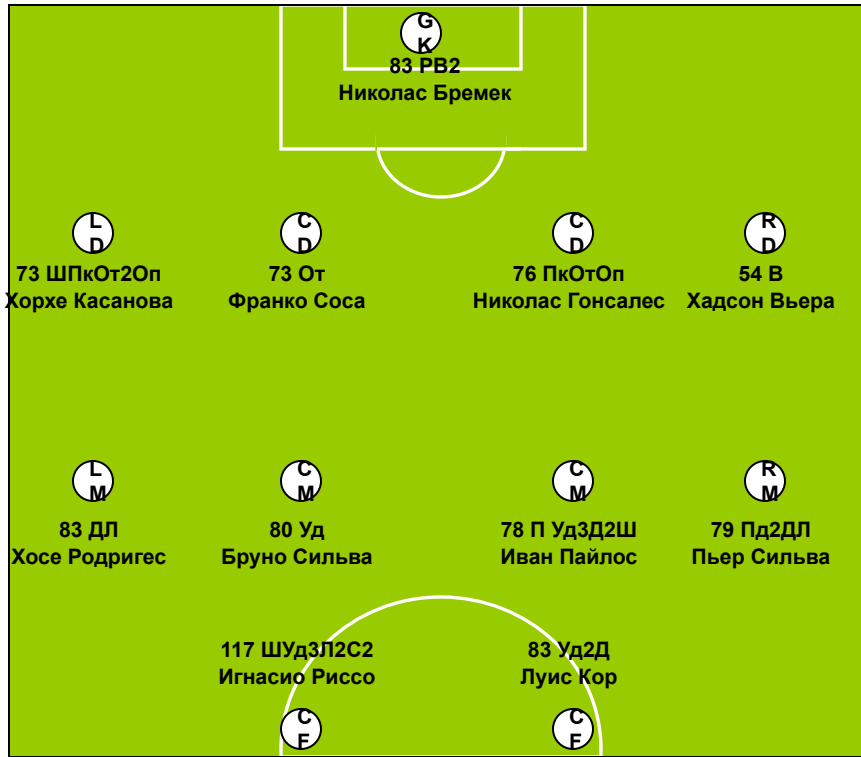 GK
83 РВ2
Николас Бремек
LD
CD
CD
RD
73 ШПкОт2Оп
73 От
76 ПкОтОп
54 В
Хорхе Касанова
Франко Соса
Николас Гонсалес
Хадсон Вьера
LM
CM
CM
RM
83 ДЛ
80 Уд
78 П Уд3Д2Ш
79 Пд2ДЛ
Хосе Родригес
Бруно Сильва
Иван Пайлос
Пьер Сильва
117 ШУд3Л2С2
83 Уд2Д
Игнасио Риссо
Луис Кор
CF
CF